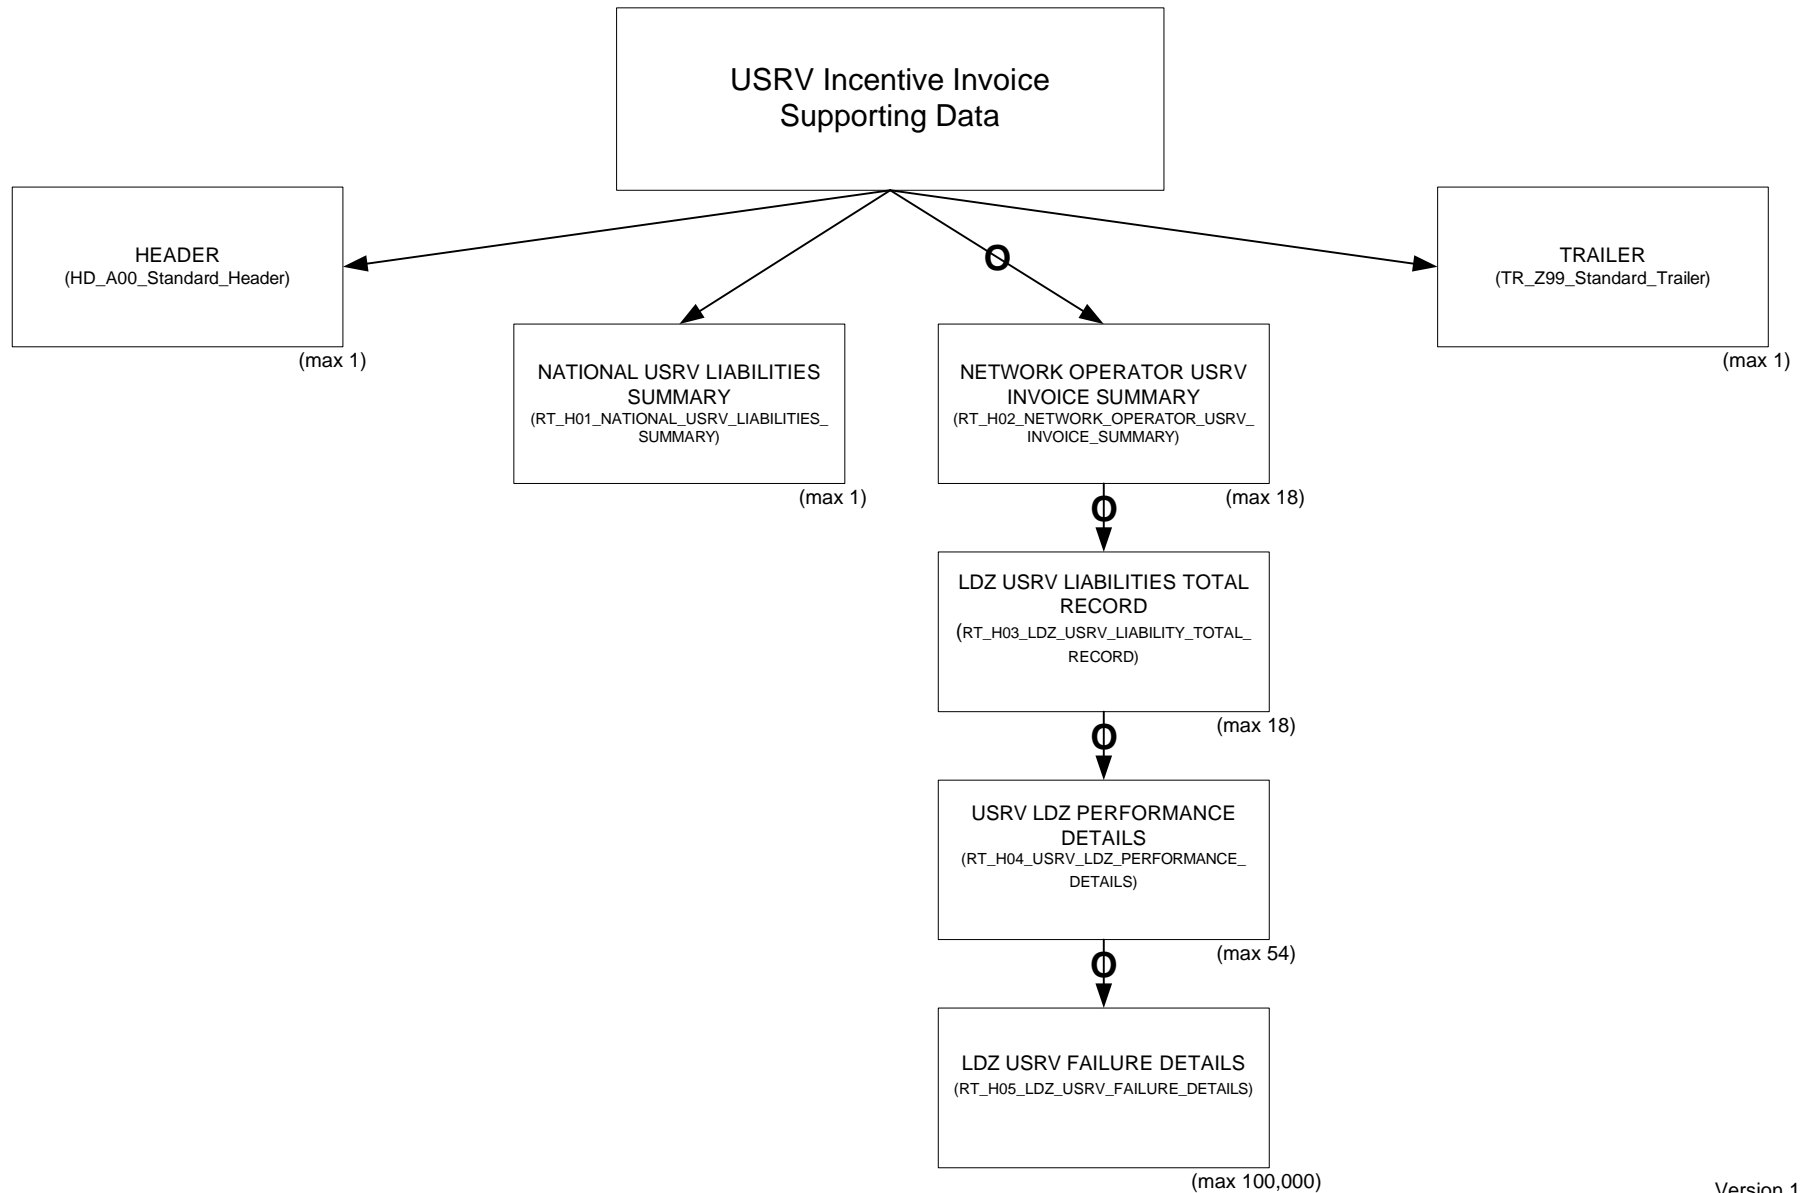 USRV Incentive Invoice
Supporting Data
HEADER
(HD_A00_Standard_Header)
(max 1)
TRAILER
(TR_Z99_Standard_Trailer)
(max 1)
O
NATIONAL USRV LIABILITIES
SUMMARY
(RT_H01_NATIONAL_USRV_LIABILITIES_
SUMMARY)
(max 1)
NETWORK OPERATOR USRV
INVOICE SUMMARY
(RT_H02_NETWORK_OPERATOR_USRV_
INVOICE_SUMMARY)
(max 18)
O
LDZ USRV LIABILITIES TOTAL
RECORD
(RT_H03_LDZ_USRV_LIABILITY_TOTAL_
RECORD)
(max 18)
O
USRV LDZ PERFORMANCE
DETAILS
(RT_H04_USRV_LDZ_PERFORMANCE_
DETAILS)
(max 54)
O
LDZ USRV FAILURE DETAILS
(RT_H05_LDZ_USRV_FAILURE_DETAILS)
(max 100,000)
Version 1